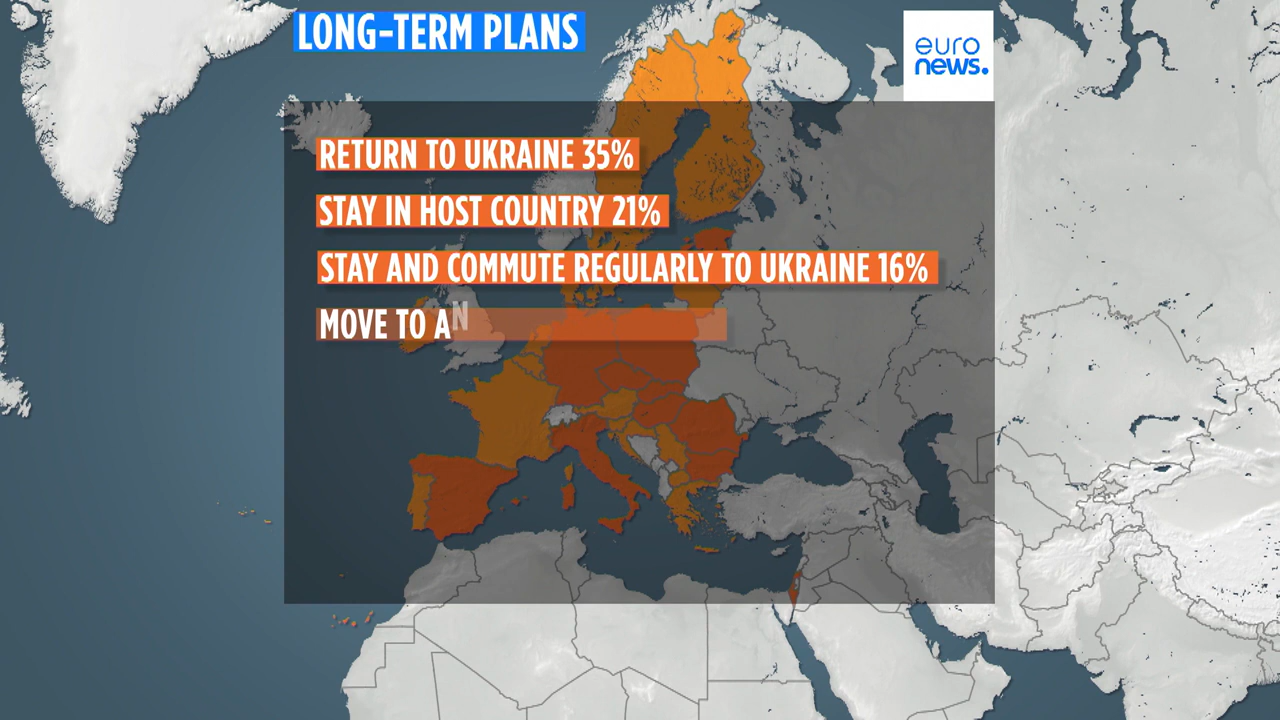 LONG-TERM PLANS
euro
news.
RETURN TO UKRAINE 35%
STAY IN HOST COUNTRY 21%
STAY AND COMMUTE REGULARLY TO UKRAINE 16%
MOVE TO AN